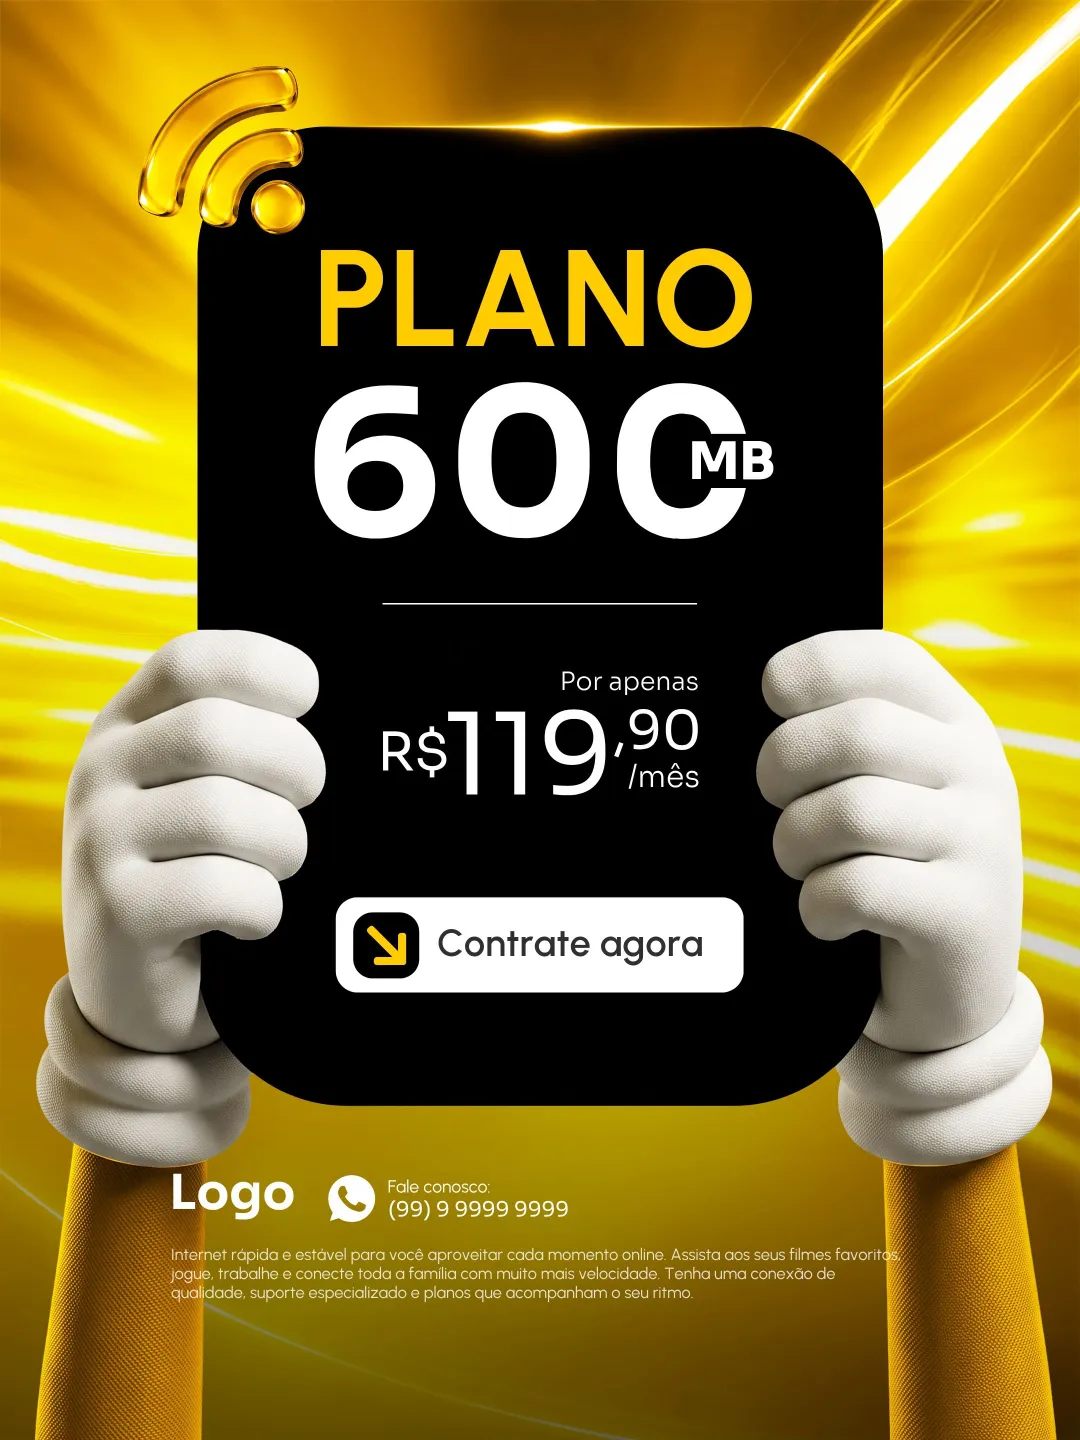 PLANO
600
MB
Por apenas
R$119,90
/mês
Contrate agora
Logo
Fale conosco:
(99) 9 9999 9999
Internet rápida e estável para você aproveitar cada momento online. Assista aos seus filmes favoritos,
jogue, trabalhe e conecte toda a família com muito mais velocidade. Tenha uma conexão de
qualidade, suporte especializado e planos que acompanham o seu ritmo.